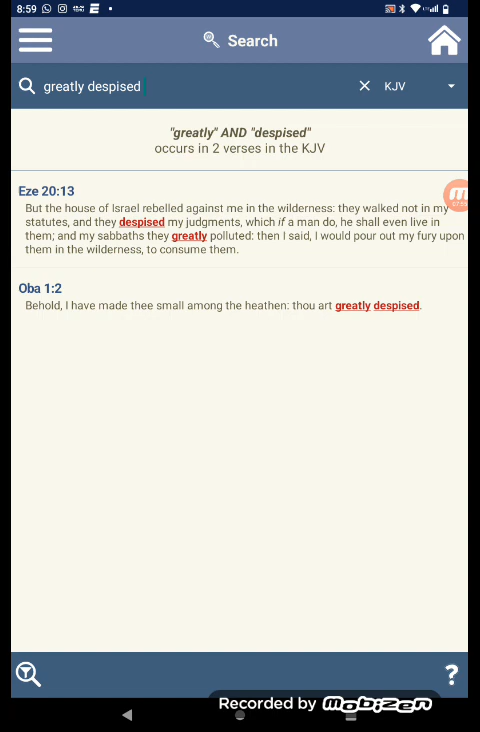 8:59
Search
greatly despised
KJV
"greatly" AND "despised"
occurs in 2 verses in the KJV
Eze 20:13
But the house of Israel rebelled against me in the wilderness: they walked not in my
statutes, and they despised my judgments, which if a man do, he shall even live in
them; and my sabbaths they greatly polluted: then I said, I would pour out my fury upon
them in the wilderness, to consume them.
Oba 1:2
Behold, I have made thee small among the heathen: thou art greatly despised.
?
Recorded by Mobizen